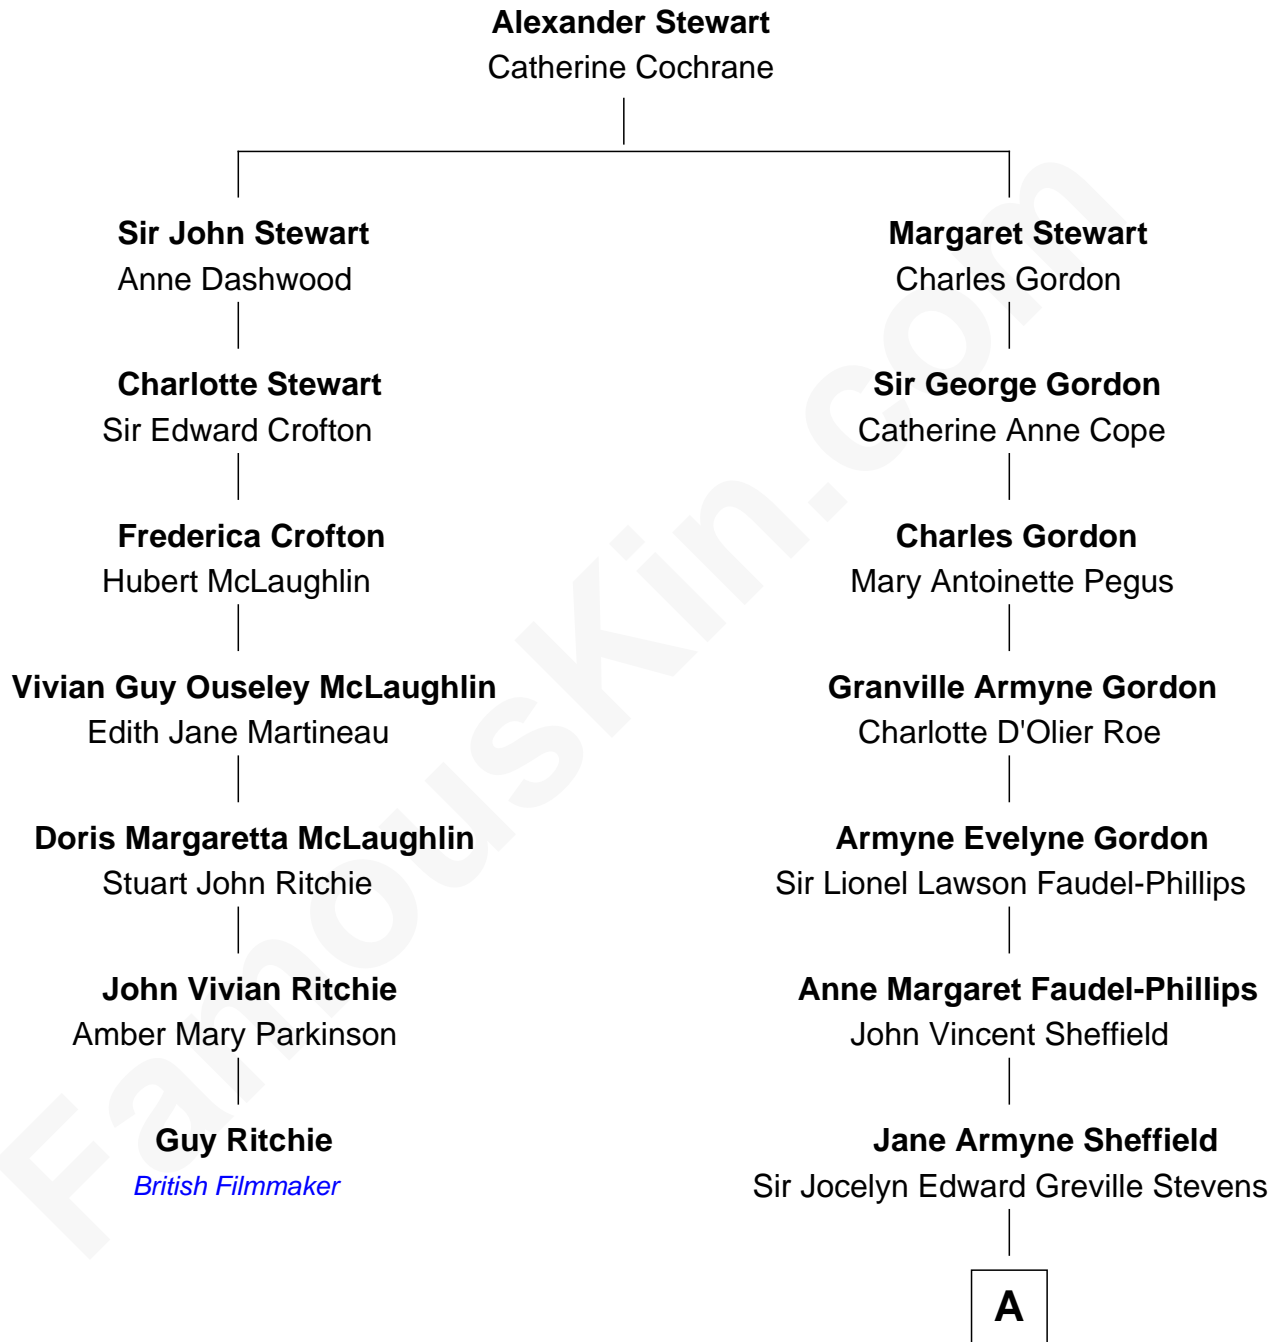 Alexander Stewart
Catherine Cochrane
Sir John Stewart
Anne Dashwood
Margaret Stewart
Charles Gordon
Charlotte Stewart
Sir Edward Crofton
Sir George Gordon
Catherine Anne Cope
Frederica Crofton
Hubert McLaughlin
Charles Gordon
Mary Antoinette Pegus
Vivian Guy Ouseley McLaughlin
Edith Jane Martineau
Granville Armyne Gordon
Charlotte D'Olier Roe
Doris Margaretta McLaughlin
Stuart John Ritchie
Armyne Evelyne Gordon
Sir Lionel Lawson Faudel-Phillips
John Vivian Ritchie
Amber Mary Parkinson
Anne Margaret Faudel-Phillips
John Vincent Sheffield
Guy Ritchie
British Filmmaker
Jane Armyne Sheffield
Sir Jocelyn Edward Greville Stevens
A
FamousKin.com